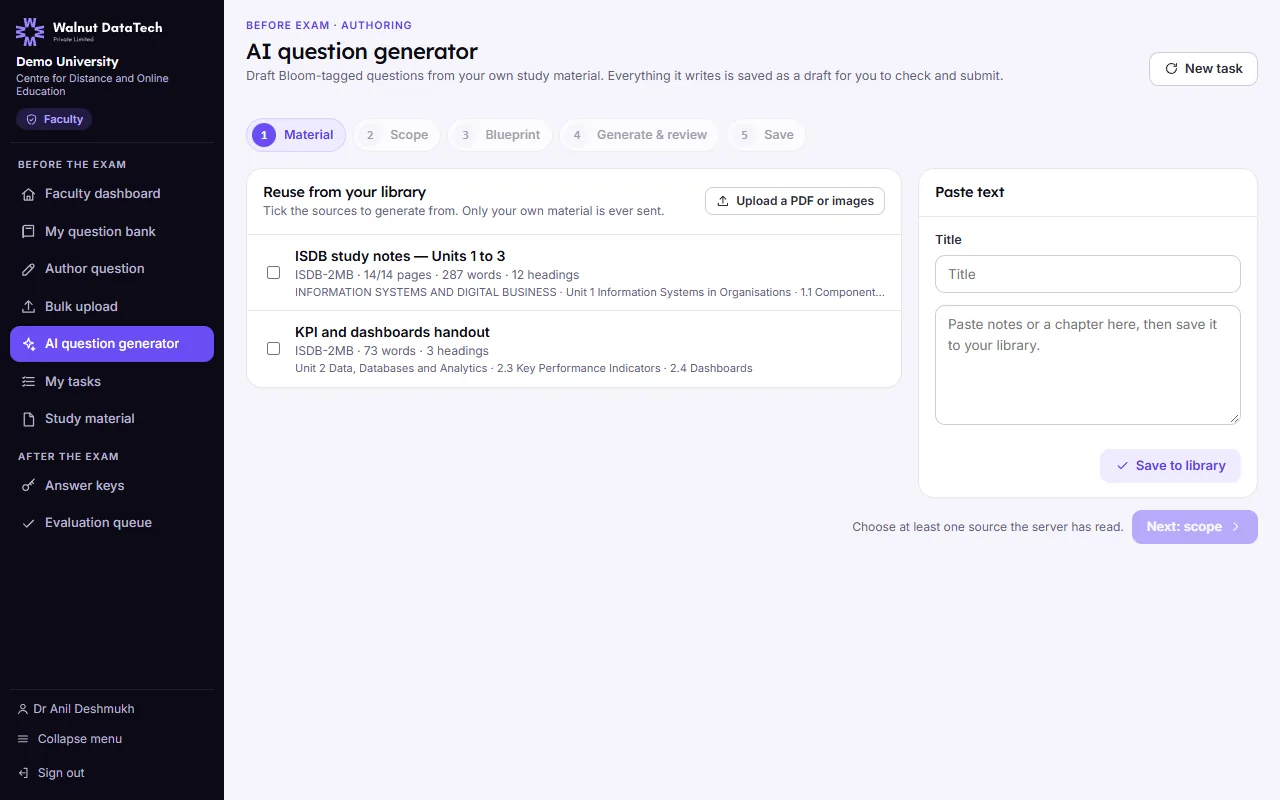 Walnut DataTech
Private Limited
Demo University
Centre for Distance and Online
Education
Faculty
BEFORE THE EXAM
Faculty dashboard
My question bank
Author question
Bulk upload
AI question generator
My tasks
Study material
AFTER THE EXAM
Answer keys
Evaluation queue
Dr Anil Deshmukh
Collapse menu
Sign out
BEFORE EXAM · AUTHORING
AI question generator
Draft Bloom-tagged questions from your own study material. Everything it writes is saved as a draft for you to check and submit.
New task
1 Material
2 Scope
3 Blueprint
4 Generate & review
5 Save
Reuse from your library
Tick the sources to generate from. Only your own material is ever sent.
Upload a PDF or images
ISDB study notes — Units 1 to 3
ISDB-2MB · 14/14 pages · 287 words · 12 headings
INFORMATION SYSTEMS AND DIGITAL BUSINESS · Unit 1 Information Systems in Organisations · 1.1 Component…
KPI and dashboards handout
ISDB-2MB · 73 words · 3 headings
Unit 2 Data, Databases and Analytics · 2.3 Key Performance Indicators · 2.4 Dashboards
Paste text
Title
Title
Paste notes or a chapter here, then save it
to your library.
Save to library
Choose at least one source the server has read.
Next: scope